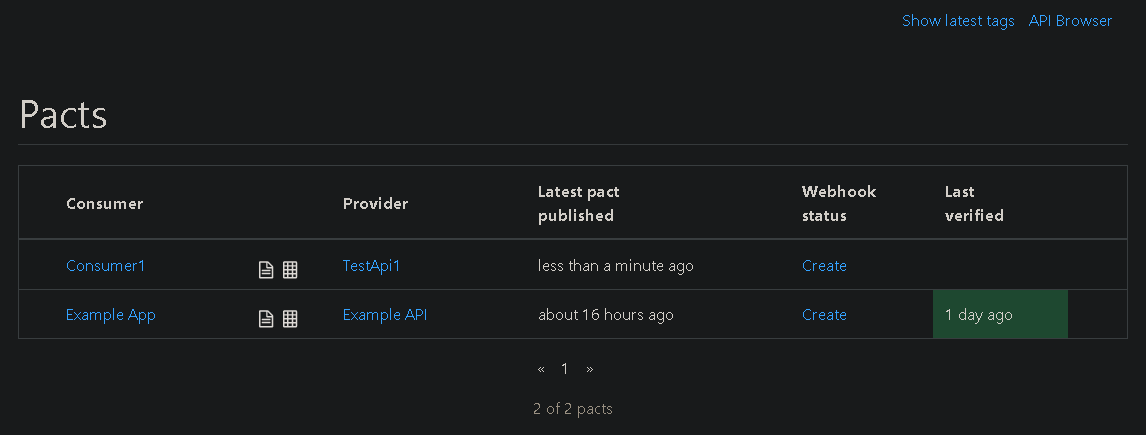 Show latest tags API Browser
Pacts
Consumer Provider Latest pact published Webhook status Last verified
Consumer1 TestApi1 less than a minute ago Create
Example App Example API about 16 hours ago Create 1 day ago
« 1 »
2 of 2 pacts